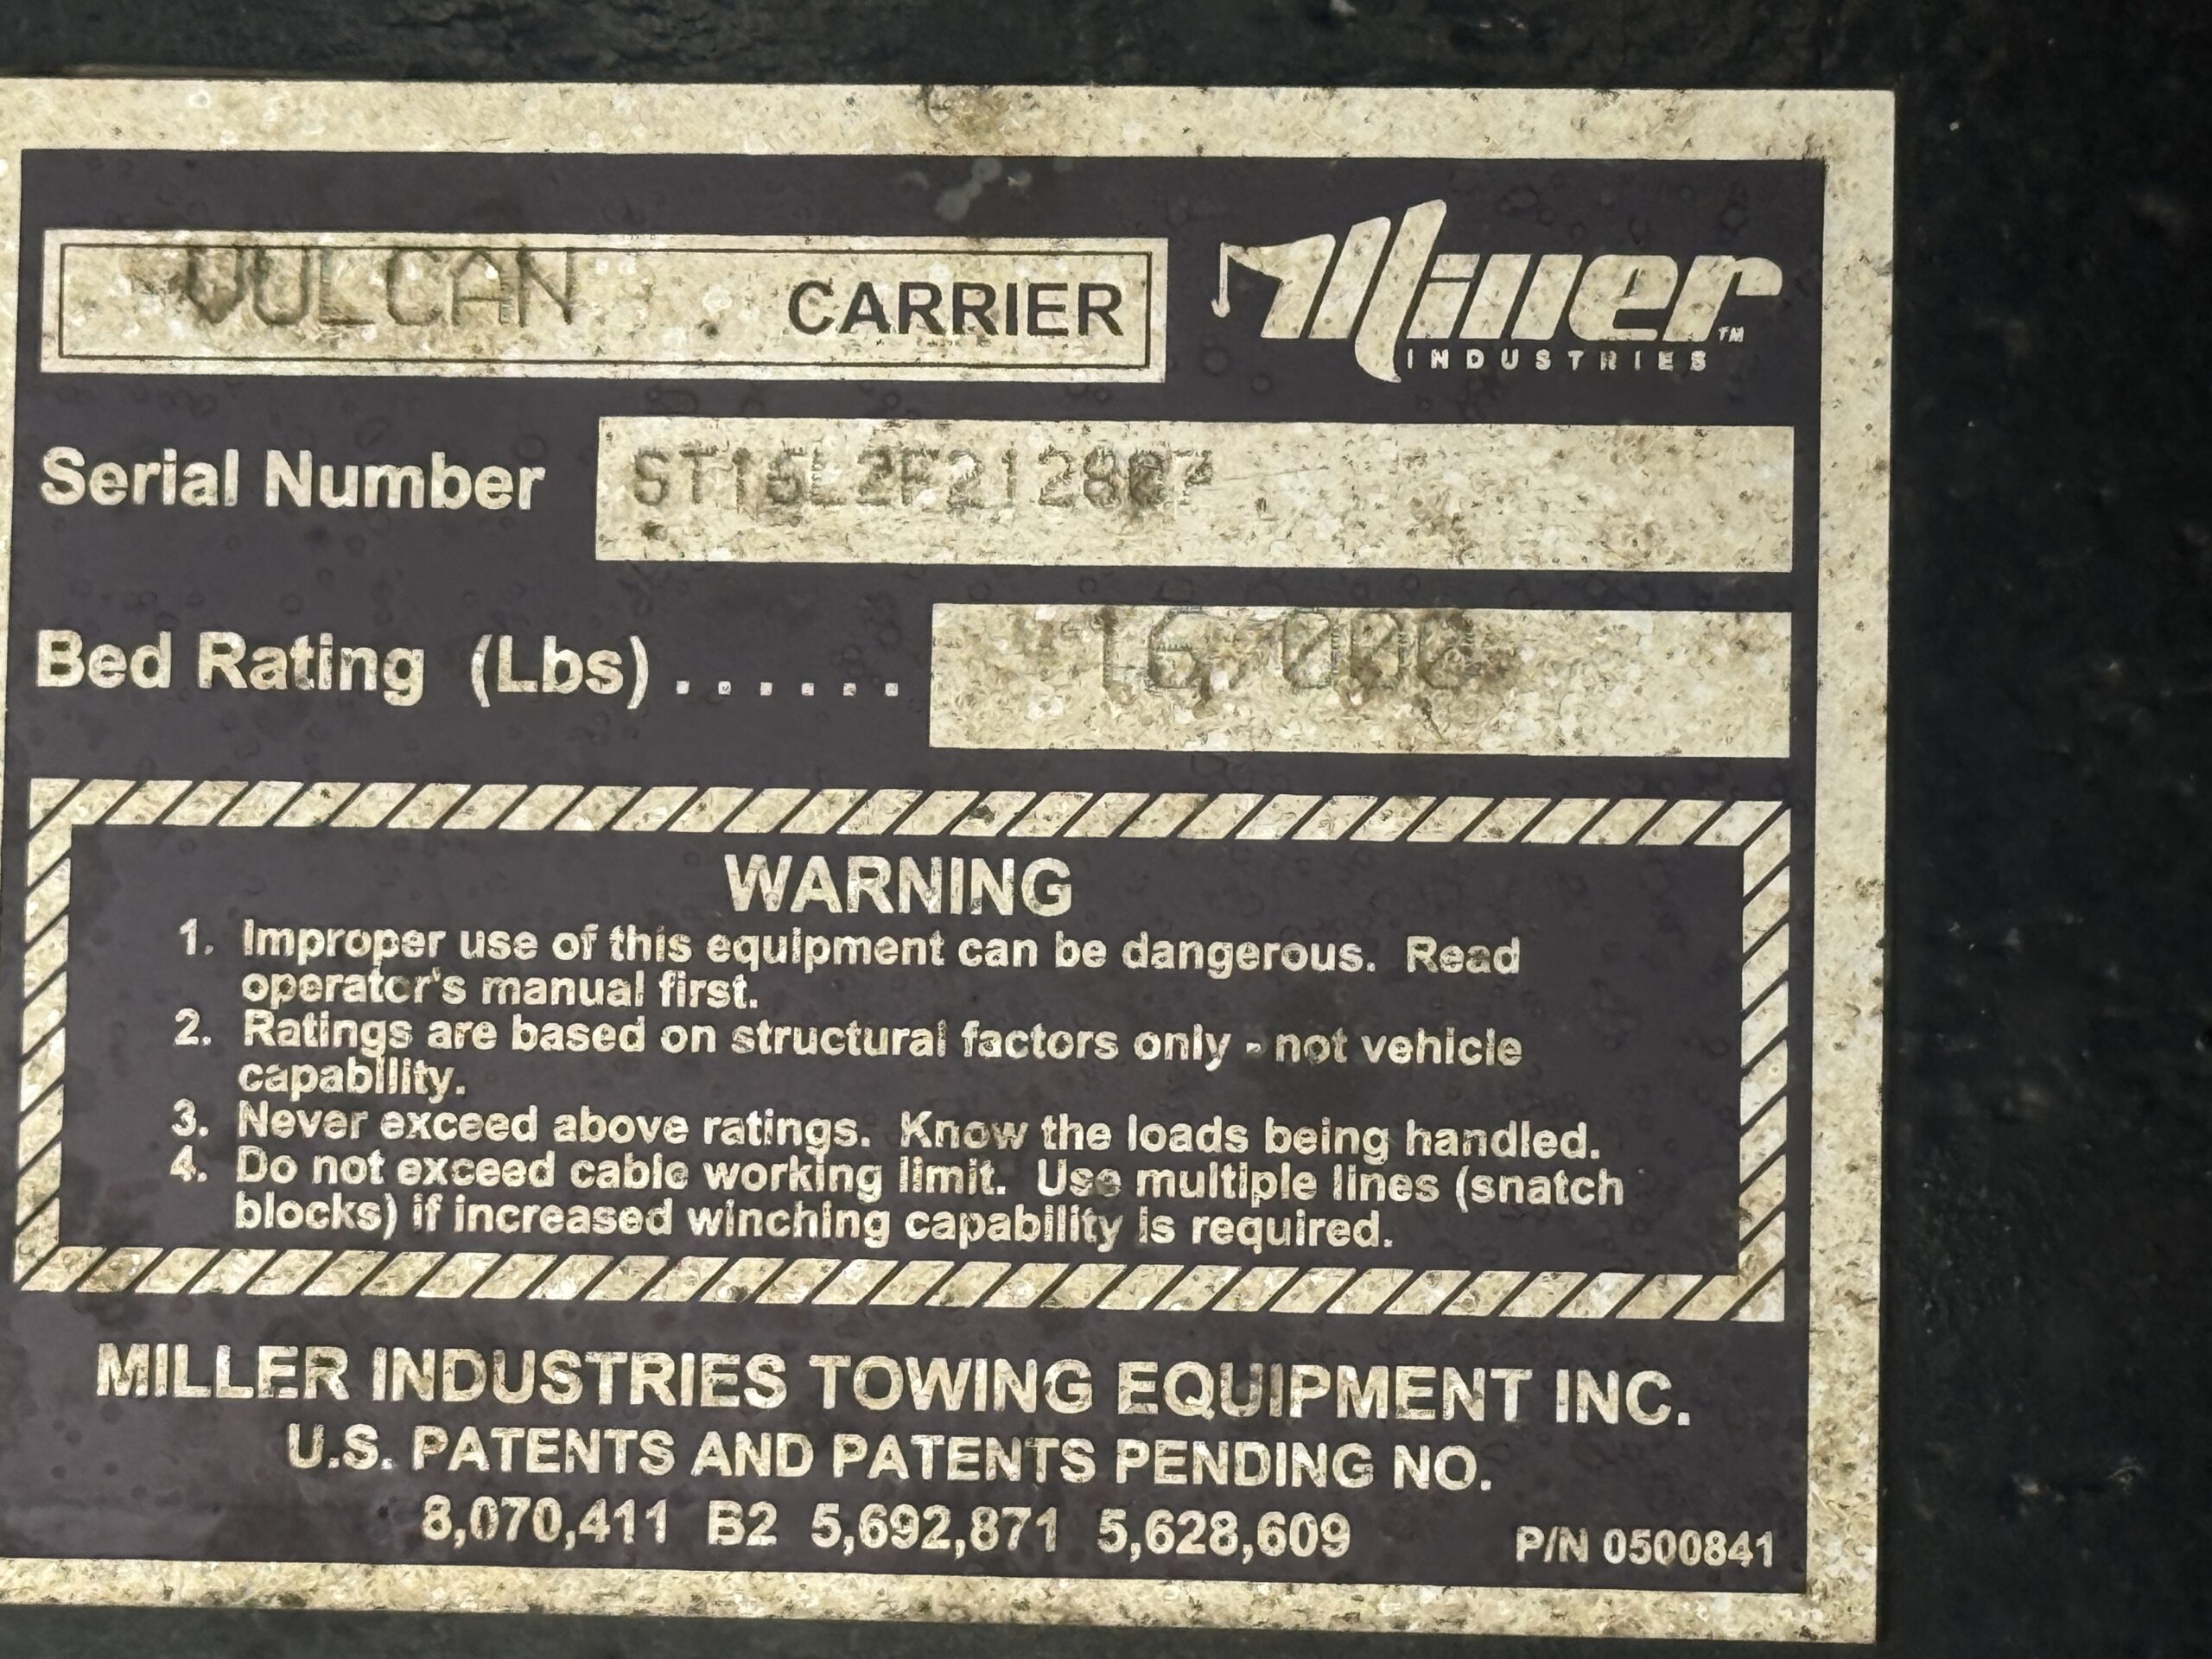 VULCAN CARRIER
Miller
INDUSTRIES
TM
Serial Number
Bed Rating (Lbs) ...... 16,000
WARNING
1. Improper use of this equipment can be dangerous. Read
operator's manual first.
2. Ratings are based on structural factors only - not vehicle
capability.
3. Never exceed above ratings. Know the loads being handled.
4. Do not exceed cable working limit. Use multiple lines (snatch
blocks) if increased winching capability is required.
MILLER INDUSTRIES TOWING EQUIPMENT INC.
U.S. PATENTS AND PATENTS PENDING NO.
8,070,411 B2 5,692,871 5,628,609
P/N 0500841